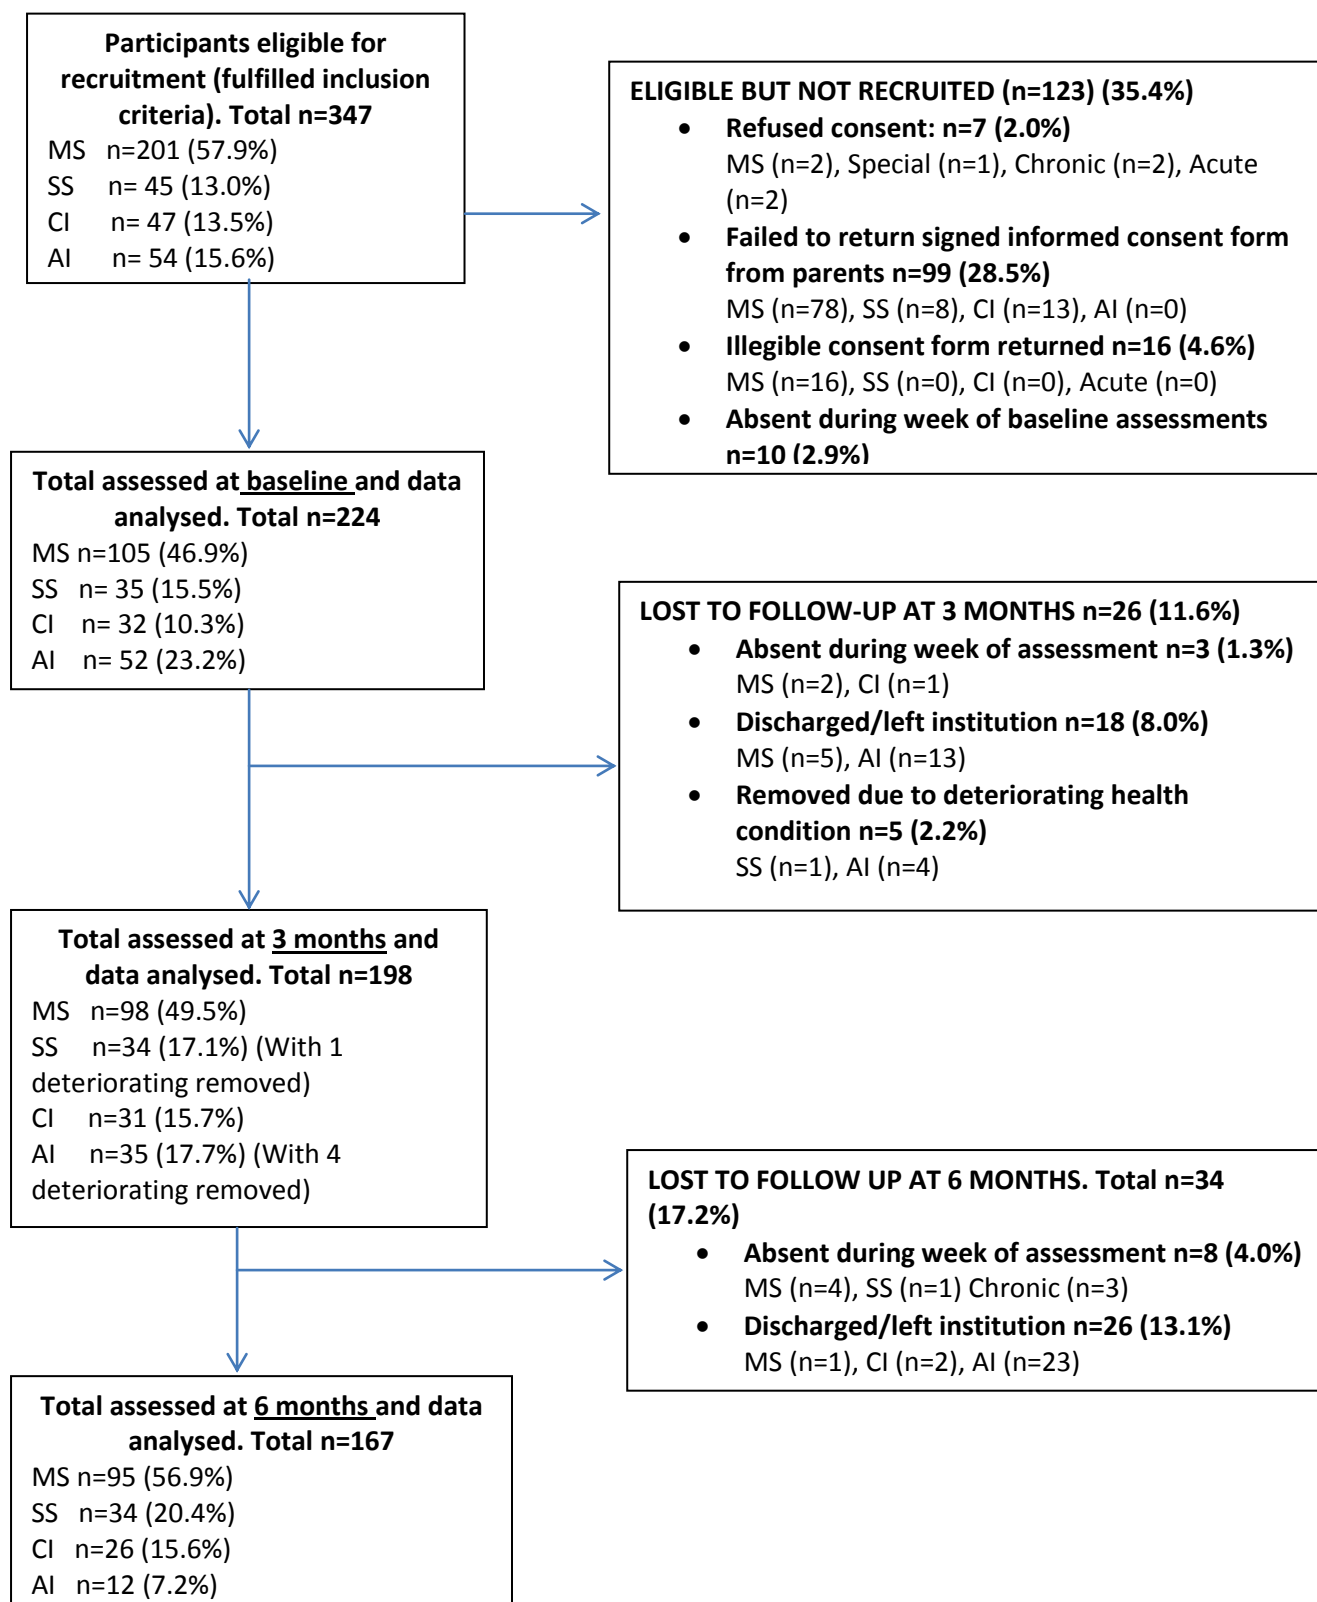 Participants eligible for
recruitment (fulfilled inclusion
criteria). Total n=347
MS n=201 (57.9%)
SS n= 45 (13.0%)
CI n= 47 (13.5%)
AI n= 54 (15.6%)
ELIGIBLE BUT NOT RECRUITED (n=123) (35.4%)
• Refused consent: n=7 (2.0%)
MS (n=2), Special (n=1), Chronic (n=2), Acute
(n=2)
• Failed to return signed informed consent form
from parents n=99 (28.5%)
MS (n=78), SS (n=8), CI (n=13), AI (n=0)
• Illegible consent form returned n=16 (4.6%)
MS (n=16), SS (n=0), CI (n=0), Acute (n=0)
• Absent during week of baseline assessments
n=10 (2.9%)
Total assessed at baseline and data
analysed. Total n=224
MS n=105 (46.9%)
SS n= 35 (15.5%)
CI n= 32 (10.3%)
AI n= 52 (23.2%)
LOST TO FOLLOW-UP AT 3 MONTHS n=26 (11.6%)
• Absent during week of assessment n=3 (1.3%)
MS (n=2), CI (n=1)
• Discharged/left institution n=18 (8.0%)
MS (n=5), AI (n=13)
• Removed due to deteriorating health
condition n=5 (2.2%)
SS (n=1), AI (n=4)
Total assessed at 3 months and
data analysed. Total n=198
MS n=98 (49.5%)
SS n=34 (17.1%) (With 1
deteriorating removed)
CI n=31 (15.7%)
AI n=35 (17.7%) (With 4
deteriorating removed)
LOST TO FOLLOW UP AT 6 MONTHS. Total n=34
(17.2%)
• Absent during week of assessment n=8 (4.0%)
MS (n=4), SS (n=1) Chronic (n=3)
• Discharged/left institution n=26 (13.1%)
MS (n=1), CI (n=2), AI (n=23)
Total assessed at 6 months and data
analysed. Total n=167
MS n=95 (56.9%)
SS n=34 (20.4%)
CI n=26 (15.6%)
AI n=12 (7.2%)